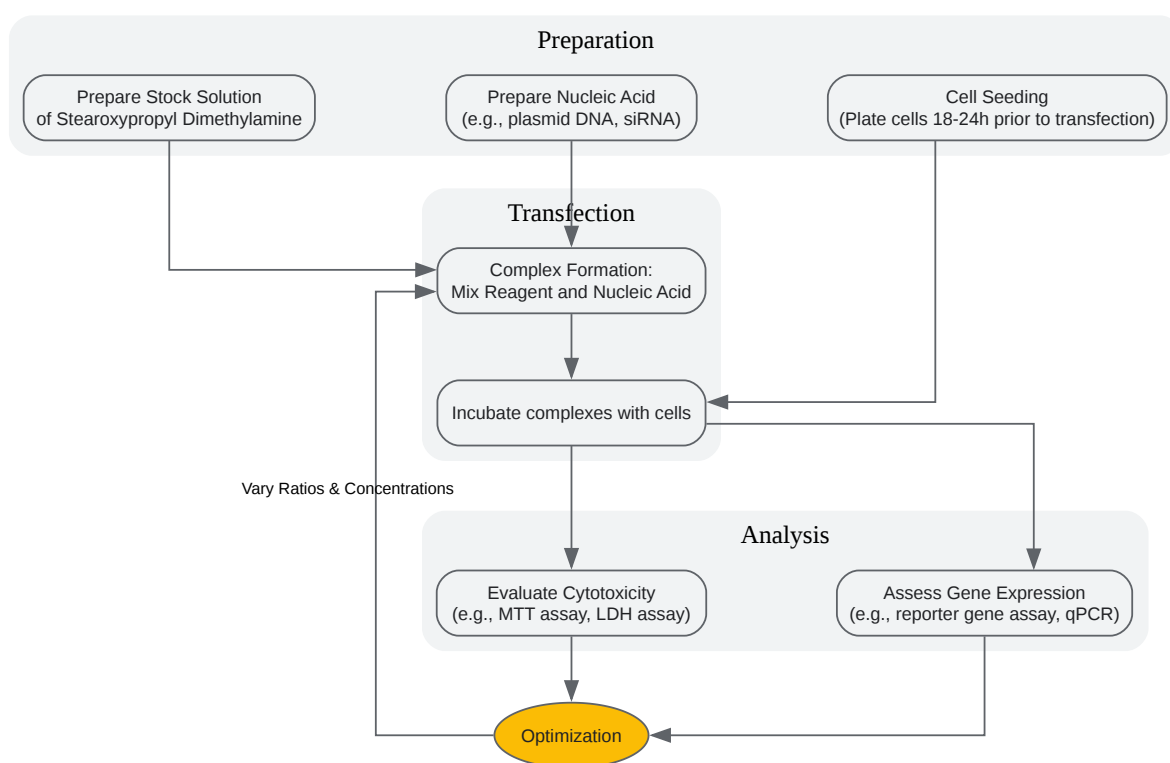 Preparation
Prepare Stock Solution
of Stearoxypropyl Dimethylamine
Prepare Nucleic Acid
(e.g., plasmid DNA, siRNA)
Cell Seeding
(Plate cells 18-24h prior to transfection)
Transfection
Complex Formation:
Mix Reagent and Nucleic Acid
Incubate complexes with cells
Vary Ratios & Concentrations
Analysis
Evaluate Cytotoxicity
(e.g., MTT assay, LDH assay)
Assess Gene Expression
(e.g., reporter gene assay, qPCR)
Optimization